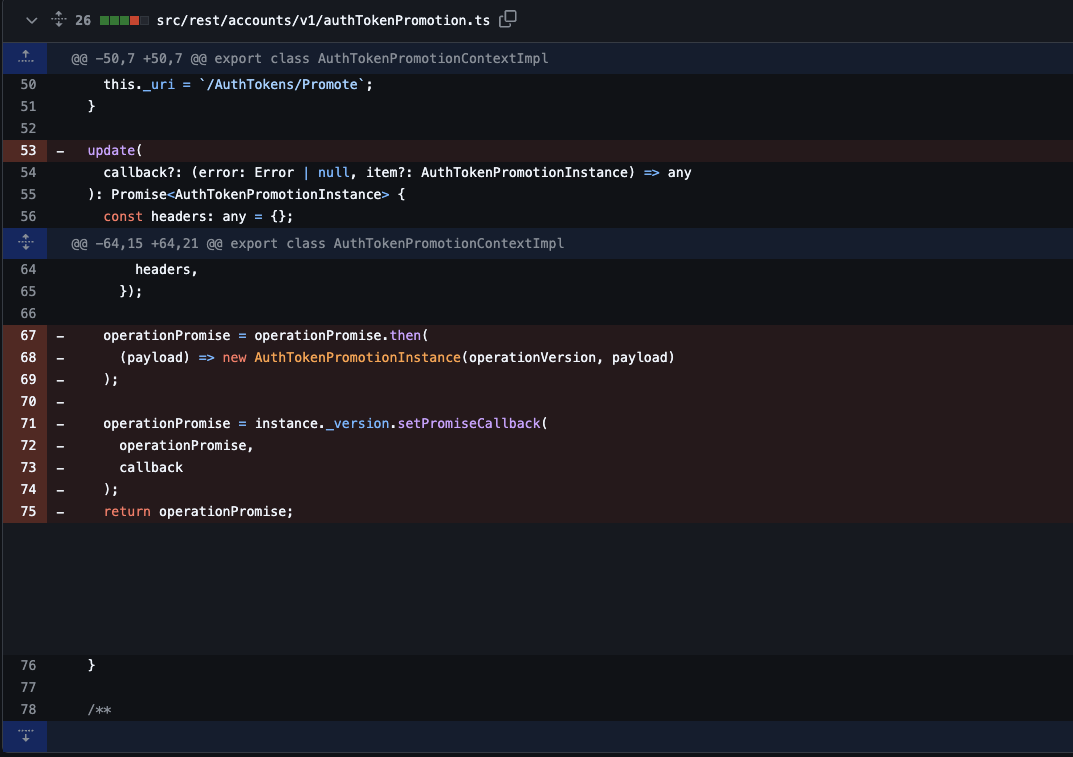 26 src/rest/accounts/v1/authTokenPromotion.ts
@@ -50,7 +50,7 @@ export class AuthTokenPromotionContextImpl
50 this._uri = `/AuthTokens/Promote`;
51 }
52
53 - update(
54 callback?: (error: Error | null, item?: AuthTokenPromotionInstance) => any
55 ): Promise<AuthTokenPromotionInstance> {
56 const headers: any = {};
@@ -64,15 +64,21 @@ export class AuthTokenPromotionContextImpl
64 headers,
65 });
66
67 - operationPromise = operationPromise.then(
68 - (payload) => new AuthTokenPromotionInstance(operationVersion, payload)
69 - );
70 -
71 - operationPromise = instance._version.setPromiseCallback(
72 - operationPromise,
73 - callback
74 - );
75 - return operationPromise;
76 }
77
78 /**